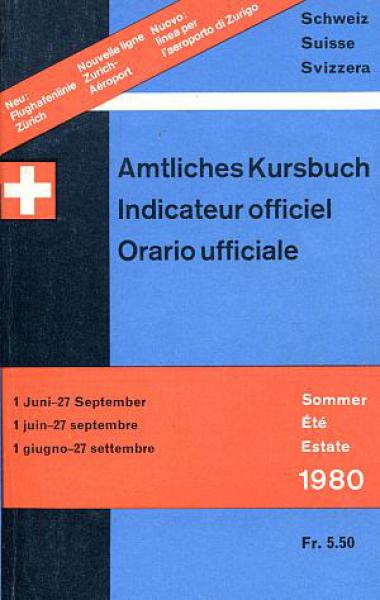 Neu:
Flughafenlinie
Zürich
Nouvelle ligne
Zurich-
Aéroport
Nuovo:
linea per
l'aeroporto di Zurigo
Schweiz
Suisse
Svizzera
Amtliches Kursbuch
Indicateur officiel
Orario ufficiale
1 Juni–27 September
1 juin–27 septembre
1 giugno–27 settembre
Sommer
Été
Estate
1980
Fr. 5.50